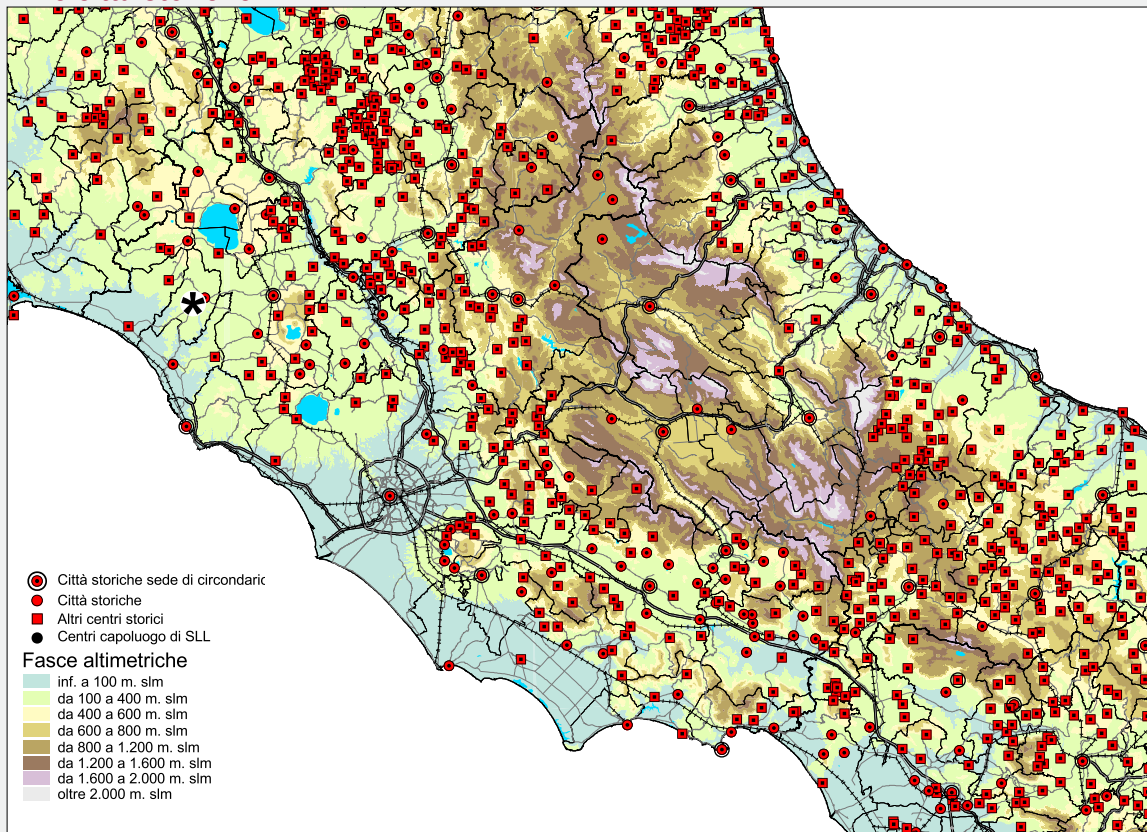 Città storiche sede di circondaric
Città storiche
Altri centri storici
Centri capoluogo di SLL
Fasce altimetriche
inf. a 100 m. slm
da 100 a 400 m. slm
da 400 a 600 m. slm
da 600 a 800 m. slm
da 800 a 1.200 m. slm
da 1.200 a 1.600 m. slm
da 1.600 a 2.000 m. slm
oltre 2.000 m. slm